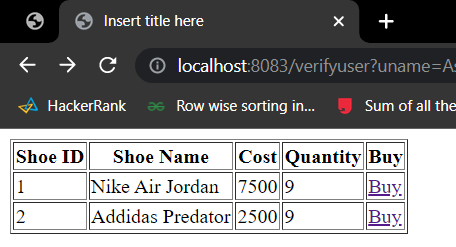 Insert title here
localhost:8083/verifyuser?uname=A
HackerRank Row wise sorting in... Sum of all the
Shoe ID Shoe Name Cost Quantity Buy
1 Nike Air Jordan 7500 9 Buy
2 Addidas Predator 2500 9 Buy